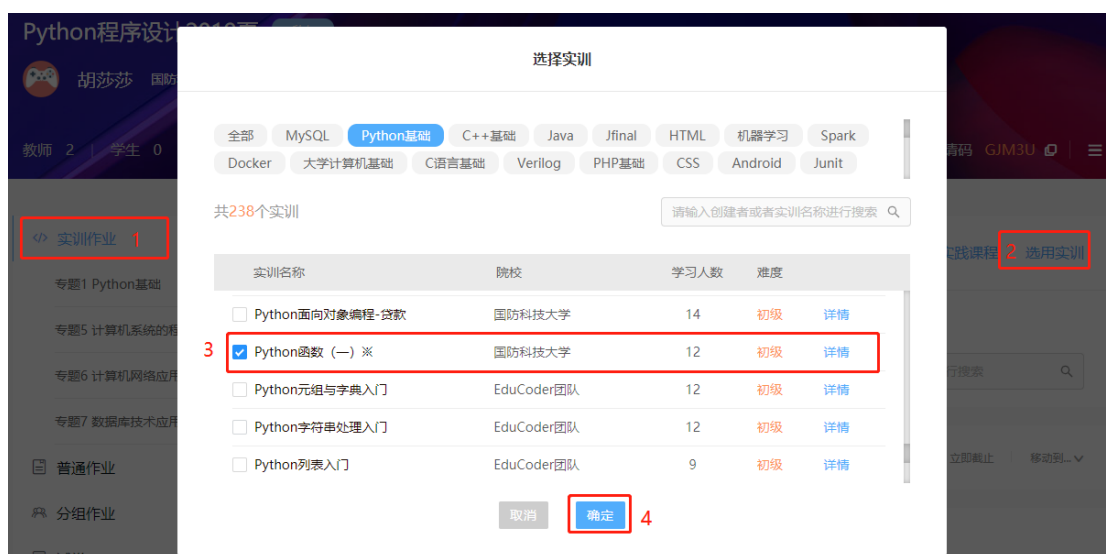 Python程序设计2018夏
选择实训
胡莎莎 国防
全部 MySQL Python基础 C++基础 Java Jfinal HTML 机器学习 Spark
教师 2 学生 0
请码 GJM3U
Docker 大学计算机基础 C语言基础 Verilog PHP基础 CSS Android Junit
共238个实训
请输入创建者或者实训名称进行搜索
</> 实训作业 1
实践课程 2 选用实训
实训名称 院校 学习人数 难度
专题1 Python基础
Python面向对象编程-贷款 国防科技大学 14 初级 详情
专题5 计算机系统的程
3 Python函数（一）※ 国防科技大学 12 初级 详情
专题6 计算机网络应用
行搜索
Python元组与字典入门 EduCoder团队 12 初级 详情
专题7 数据库技术应用
Python字符串处理入门 EduCoder团队 12 初级 详情
普通作业
Python列表入门 EduCoder团队 9 初级 详情
立即截止 移动到...
分组作业
取消 确定 4